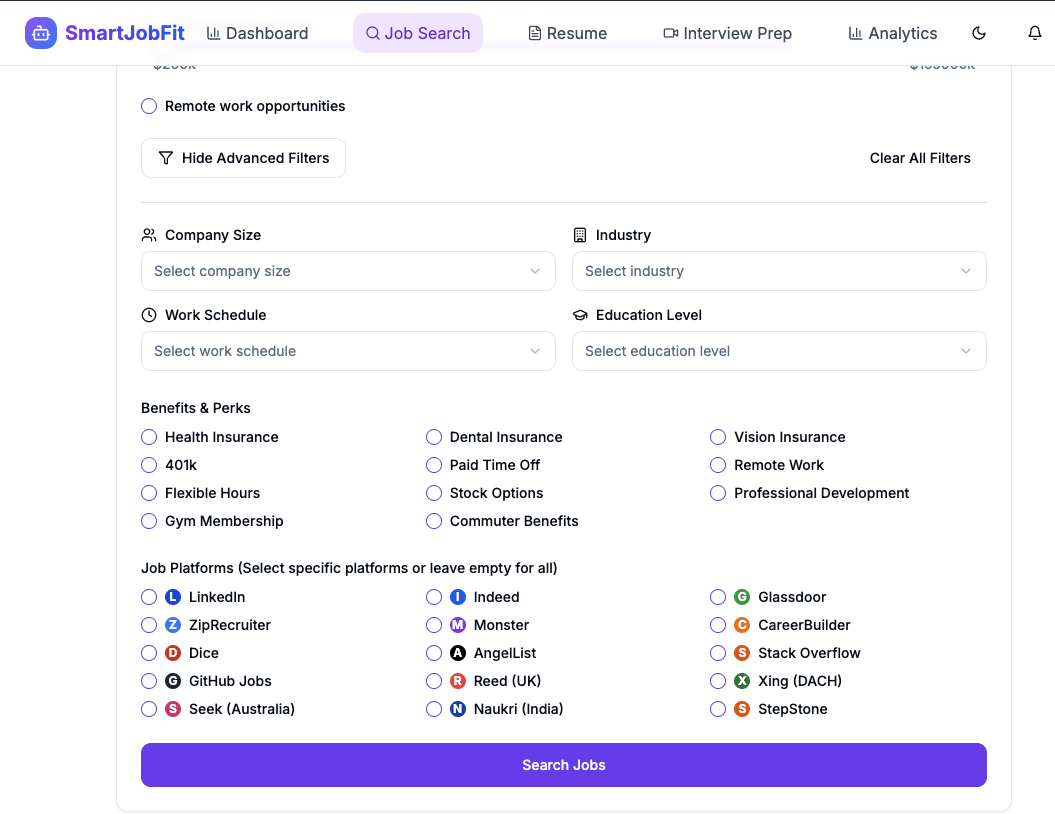 SmartJobFit Dashboard Job Search Resume Interview Prep Analytics
Remote work opportunities
Hide Advanced Filters Clear All Filters
Company Size Industry
Select company size Select industry
Work Schedule Education Level
Select work schedule Select education level
Benefits & Perks
Health Insurance Dental Insurance Vision Insurance
401k Paid Time Off Remote Work
Flexible Hours Stock Options Professional Development
Gym Membership Commuter Benefits
Job Platforms (Select specific platforms or leave empty for all)
L LinkedIn I Indeed G Glassdoor
Z ZipRecruiter M Monster C CareerBuilder
D Dice A AngelList S Stack Overflow
G GitHub Jobs R Reed (UK) X Xing (DACH)
S Seek (Australia) N Naukri (India) S StepStone
Search Jobs